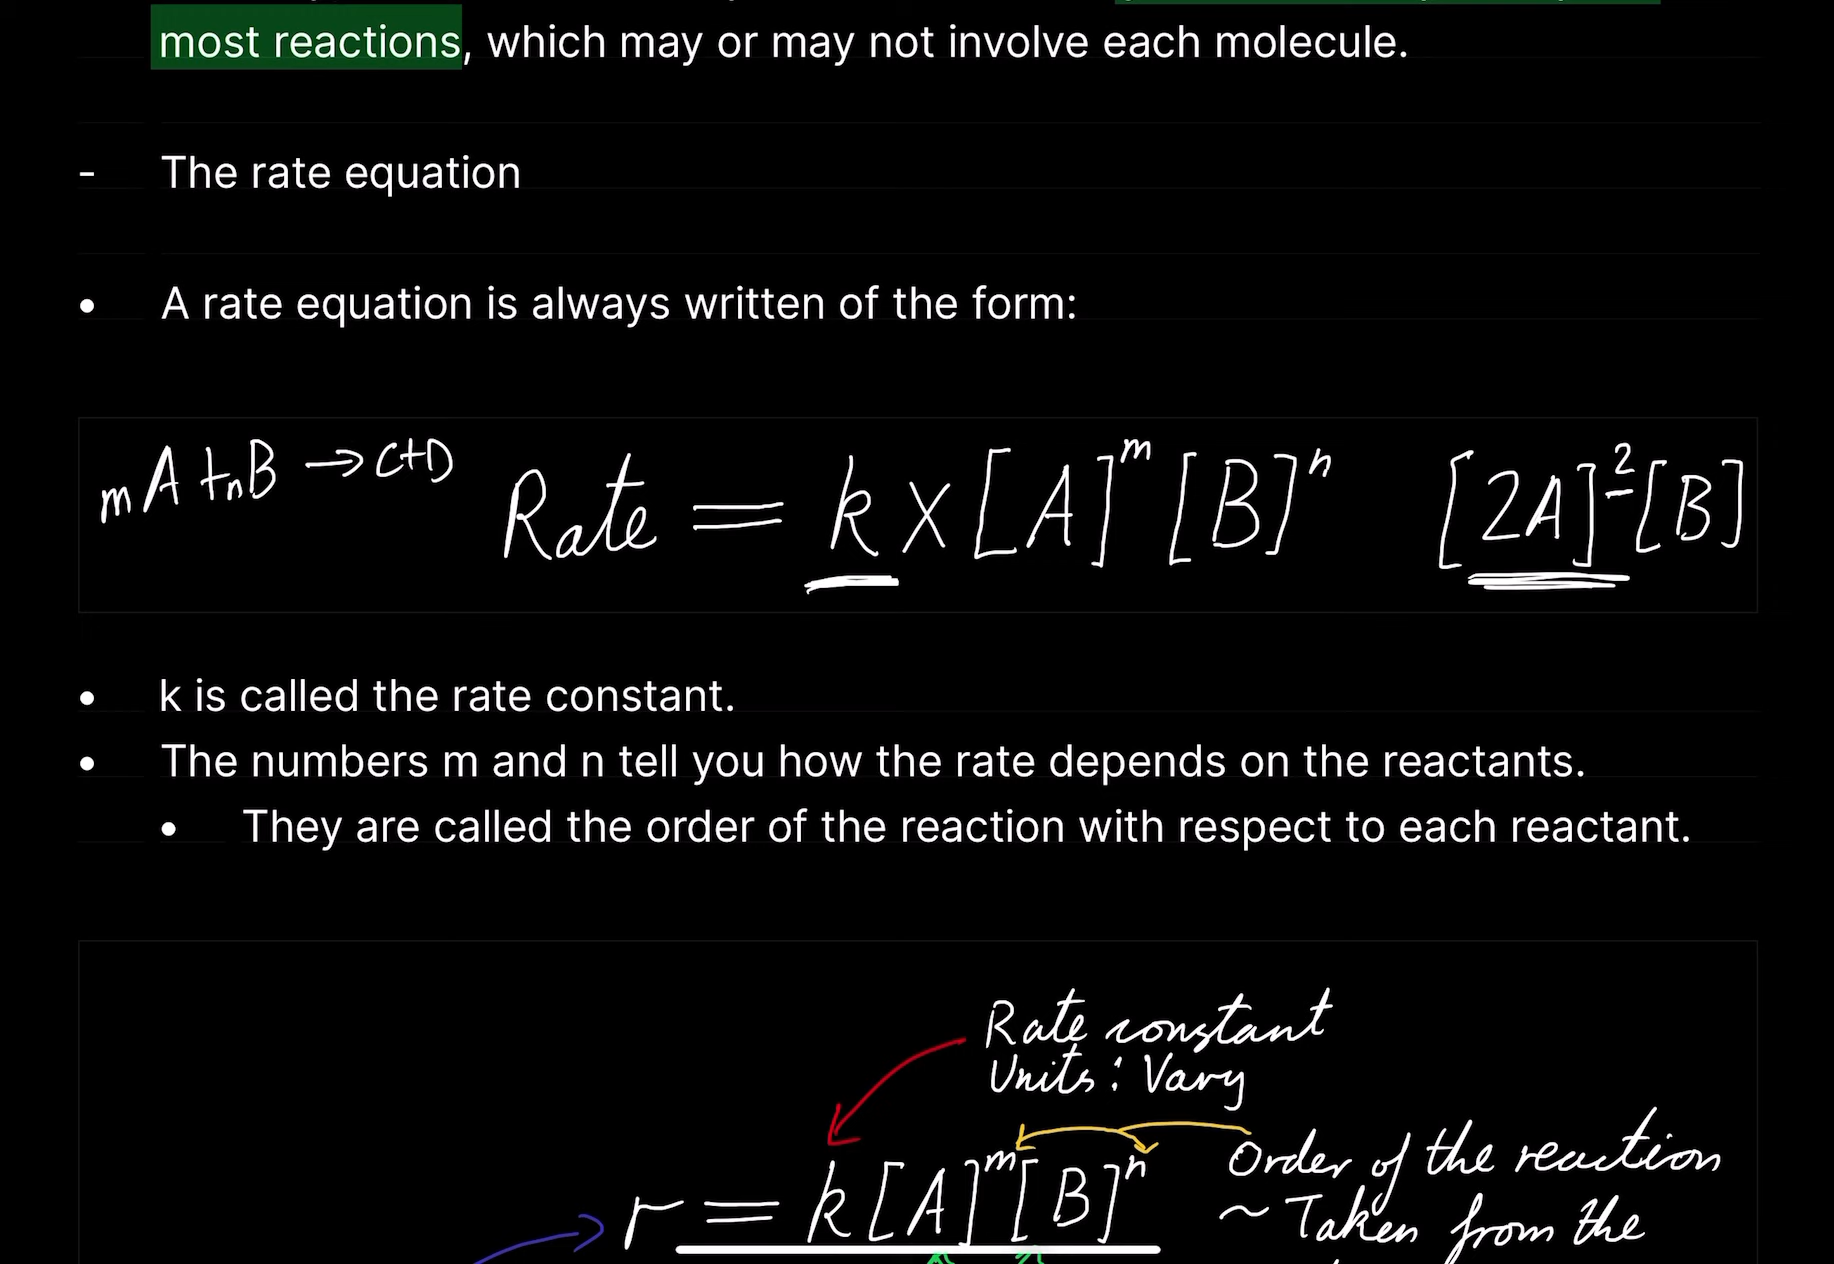 most reactions, which may or may not involve each molecule.
- The rate equation
• A rate equation is always written of the form:
mA + nB → C+D Rate = k x [A]^m [B]^n [2A]^2 [B]
• k is called the rate constant.
• The numbers m and n tell you how the rate depends on the reactants.
• They are called the order of the reaction with respect to each reactant.
Rate constant
Units : Vary
r = k[A]^m[B]^n Order of the reaction
~ Taken from the